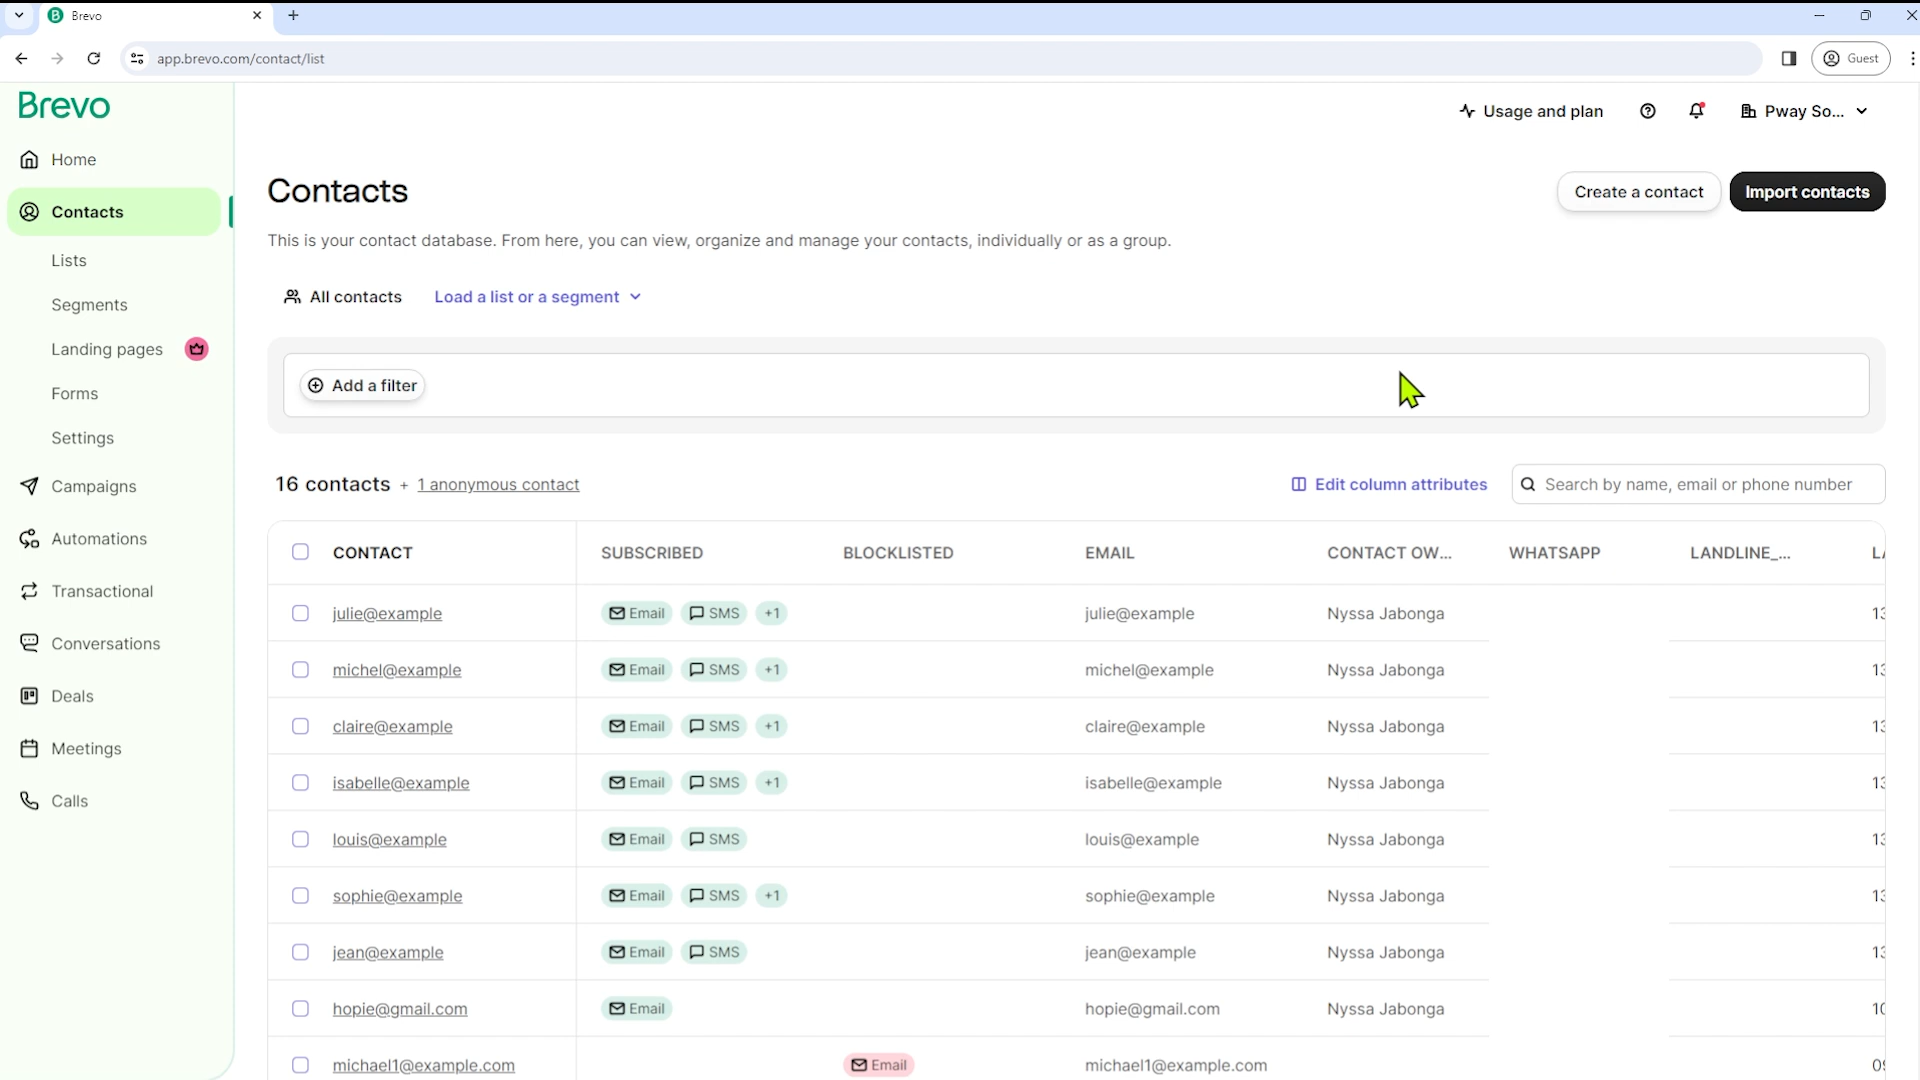 Brevo
app.brevo.com/contact/list
Guest
Brevo
Usage and plan
Pway So...
Home
Contacts
Lists
Segments
Landing pages
Forms
Settings
Campaigns
Automations
Transactional
Conversations
Deals
Meetings
Calls
Contacts
Create a contact
Import contacts
This is your contact database. From here, you can view, organize and manage your contacts, individually or as a group.
All contacts Load a list or a segment
Add a filter
16 contacts + 1 anonymous contact
Edit column attributes
Search by name, email or phone number
CONTACT SUBSCRIBED BLOCKLISTED EMAIL CONTACT OW... WHATSAPP LANDLINE_...
julie@example Email SMS +1 julie@example Nyssa Jabonga 13
michel@example Email SMS +1 michel@example Nyssa Jabonga 13
claire@example Email SMS +1 claire@example Nyssa Jabonga 13
isabelle@example Email SMS +1 isabelle@example Nyssa Jabonga 13
louis@example Email SMS louis@example Nyssa Jabonga 13
sophie@example Email SMS +1 sophie@example Nyssa Jabonga 13
jean@example Email SMS jean@example Nyssa Jabonga 13
hopie@gmail.com Email hopie@gmail.com Nyssa Jabonga 10
michael1@example.com Email michael1@example.com